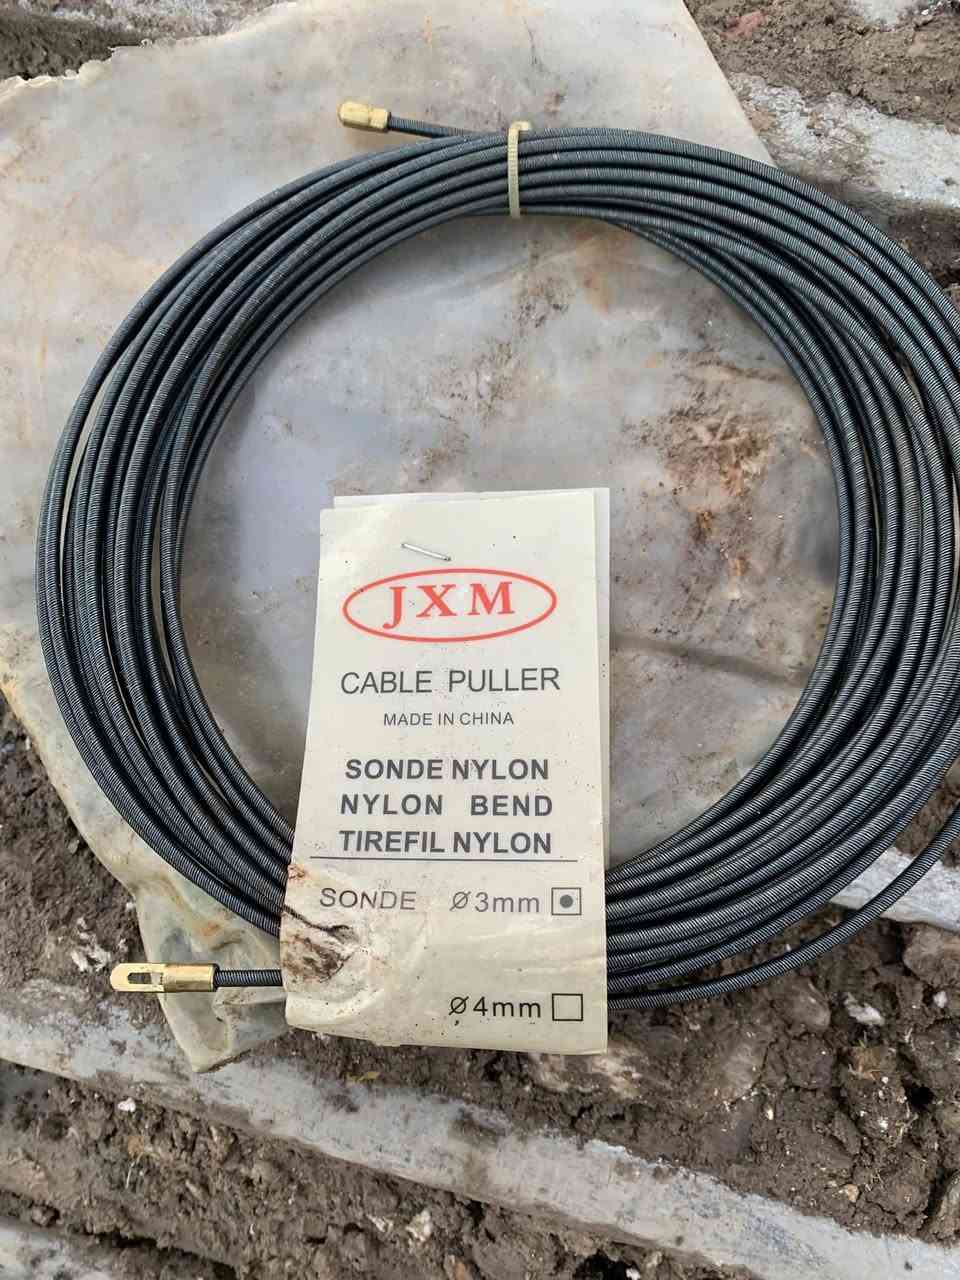 JXM
CABLE PULLER
MADE IN CHINA
SONDE NYLON
NYLON BEND
TIREFIL NYLON
SONDE Ø3mm
Ø4mm